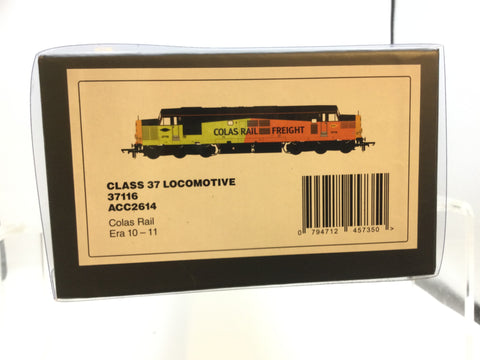 COLAS RAIL FREIGHT
CLASS 37 LOCOMOTIVE
37116
ACC2614
Colas Rail
Era 10 – 11
0 794712 457350 >